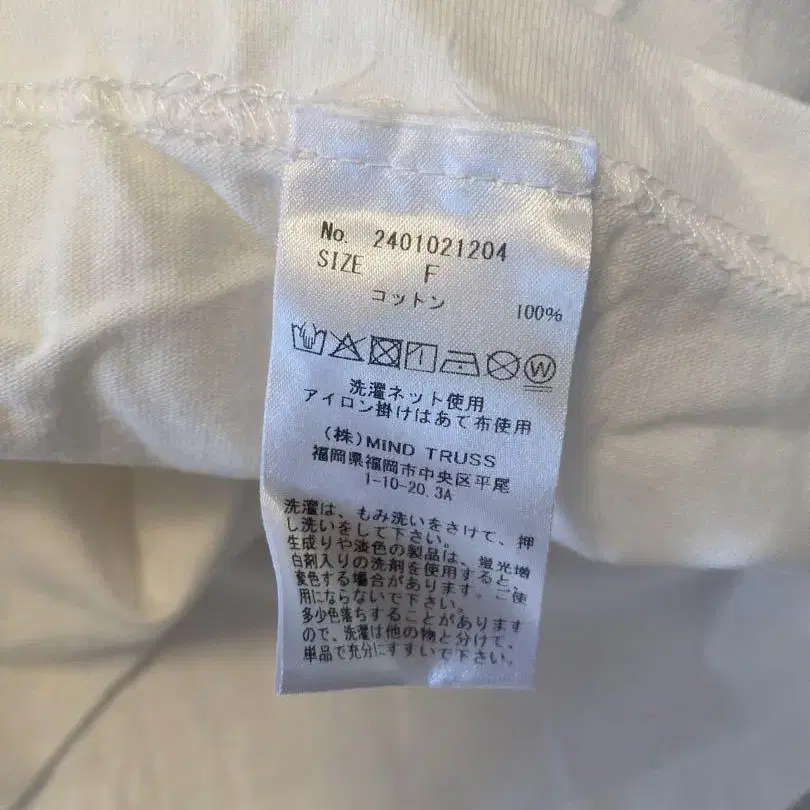 No. 2401021204
SIZE F
コットン 100%
W
洗濯ネット使用
アイロン掛けはあて布使用
(株)MIND TRUSS
福岡県福岡市中央区平尾
1-10-20.3A
洗濯は、もみ洗いをさけて、押
し洗いをして下さい。
生成りや淡色の製品は、蛍光増
白剤入りの洗剤を使用すると、
変色する場合があります。ご使
用にならないで下さい。
多少色落ちすることがあります
ので、洗濯は他の物と分けて、
単品で充分にすすいで下さい。